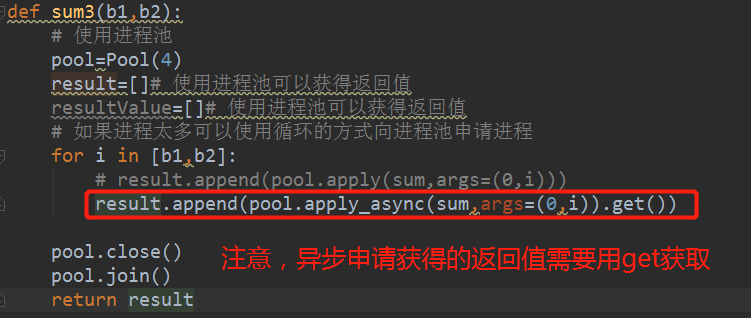 def sum3(b1,b2):
    # 使用进程池
    pool=Pool(4)
    result=[]# 使用进程池可以获得返回值
    resultValue=[]# 使用进程池可以获得返回值
    # 如果进程太多可以使用循环的方式向进程池申请进程
    for i in [b1,b2]:
        # result.append(pool.apply(sum,args=(0,i)))
        result.append(pool.apply_async(sum,args=(0,i)).get())
    pool.close()
    pool.join()
    return result
注意，异步申请获得的返回值需要用get获取